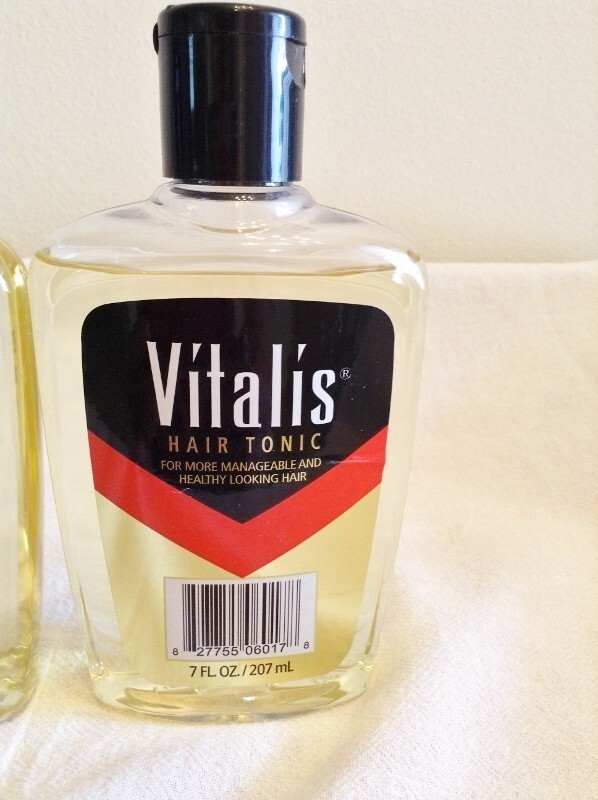 Vitalis®
HAIR TONIC
FOR MORE MANAGEABLE AND
HEALTHY LOOKING HAIR
8 27755 06017 8
7 FL. OZ. / 207 mL